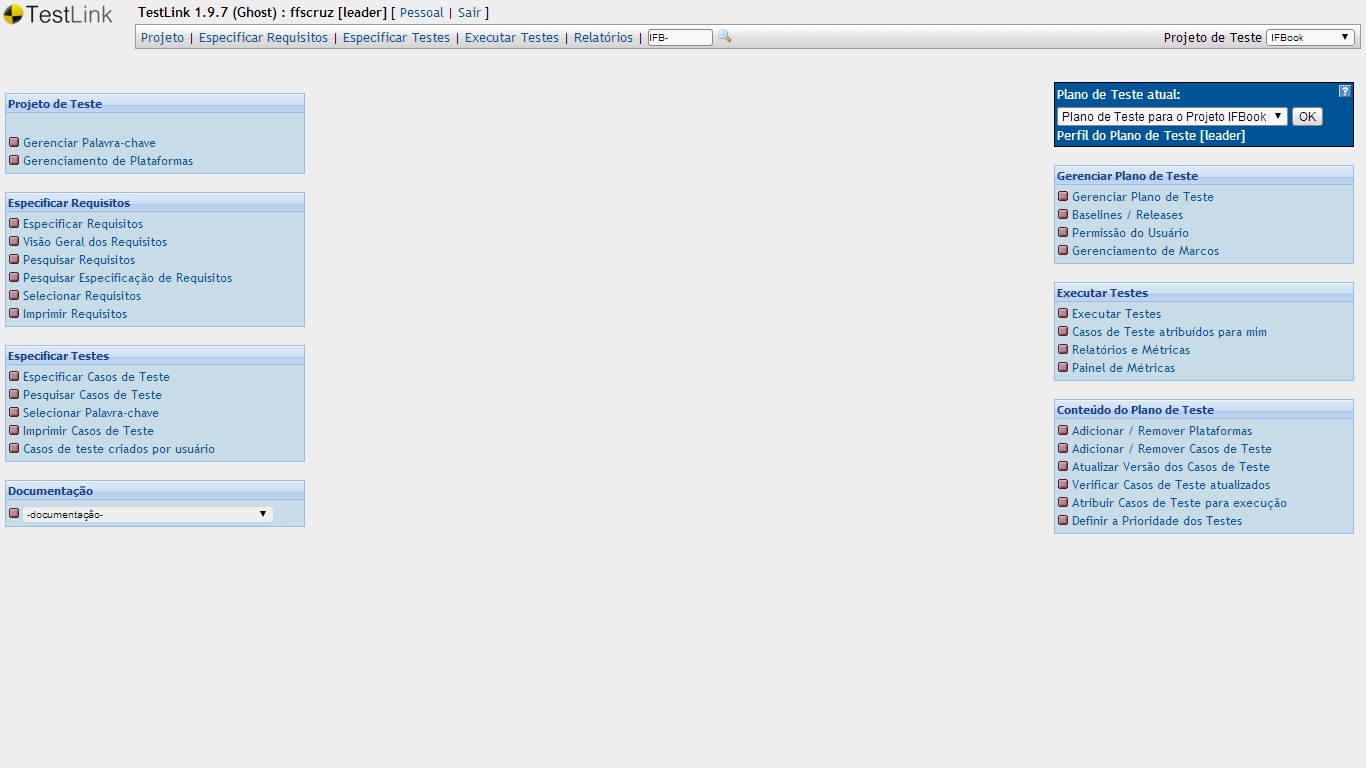 TestLink
TestLink 1.9.7 (Ghost) : ffscruz [leader] [ Pessoal | Sair ]
Projeto | Especificar Requisitos | Especificar Testes | Executar Testes | Relatórios | IFB-
Projeto de Teste IFBook
Projeto de Teste
Gerenciar Palavra-chave
Gerenciamento de Plataformas
Especificar Requisitos
Especificar Requisitos
Visão Geral dos Requisitos
Pesquisar Requisitos
Pesquisar Especificação de Requisitos
Selecionar Requisitos
Imprimir Requisitos
Especificar Testes
Especificar Casos de Teste
Pesquisar Casos de Teste
Selecionar Palavra-chave
Imprimir Casos de Teste
Casos de teste criados por usuário
Documentação
-documentação-
Plano de Teste atual: ?
Plano de Teste para o Projeto IFBook OK
Perfil do Plano de Teste [leader]
Gerenciar Plano de Teste
Gerenciar Plano de Teste
Baselines / Releases
Permissão do Usuário
Gerenciamento de Marcos
Executar Testes
Executar Testes
Casos de Teste atribuídos para mim
Relatórios e Métricas
Painel de Métricas
Conteúdo do Plano de Teste
Adicionar / Remover Plataformas
Adicionar / Remover Casos de Teste
Atualizar Versão dos Casos de Teste
Verificar Casos de Teste atualizados
Atribuir Casos de Teste para execução
Definir a Prioridade dos Testes